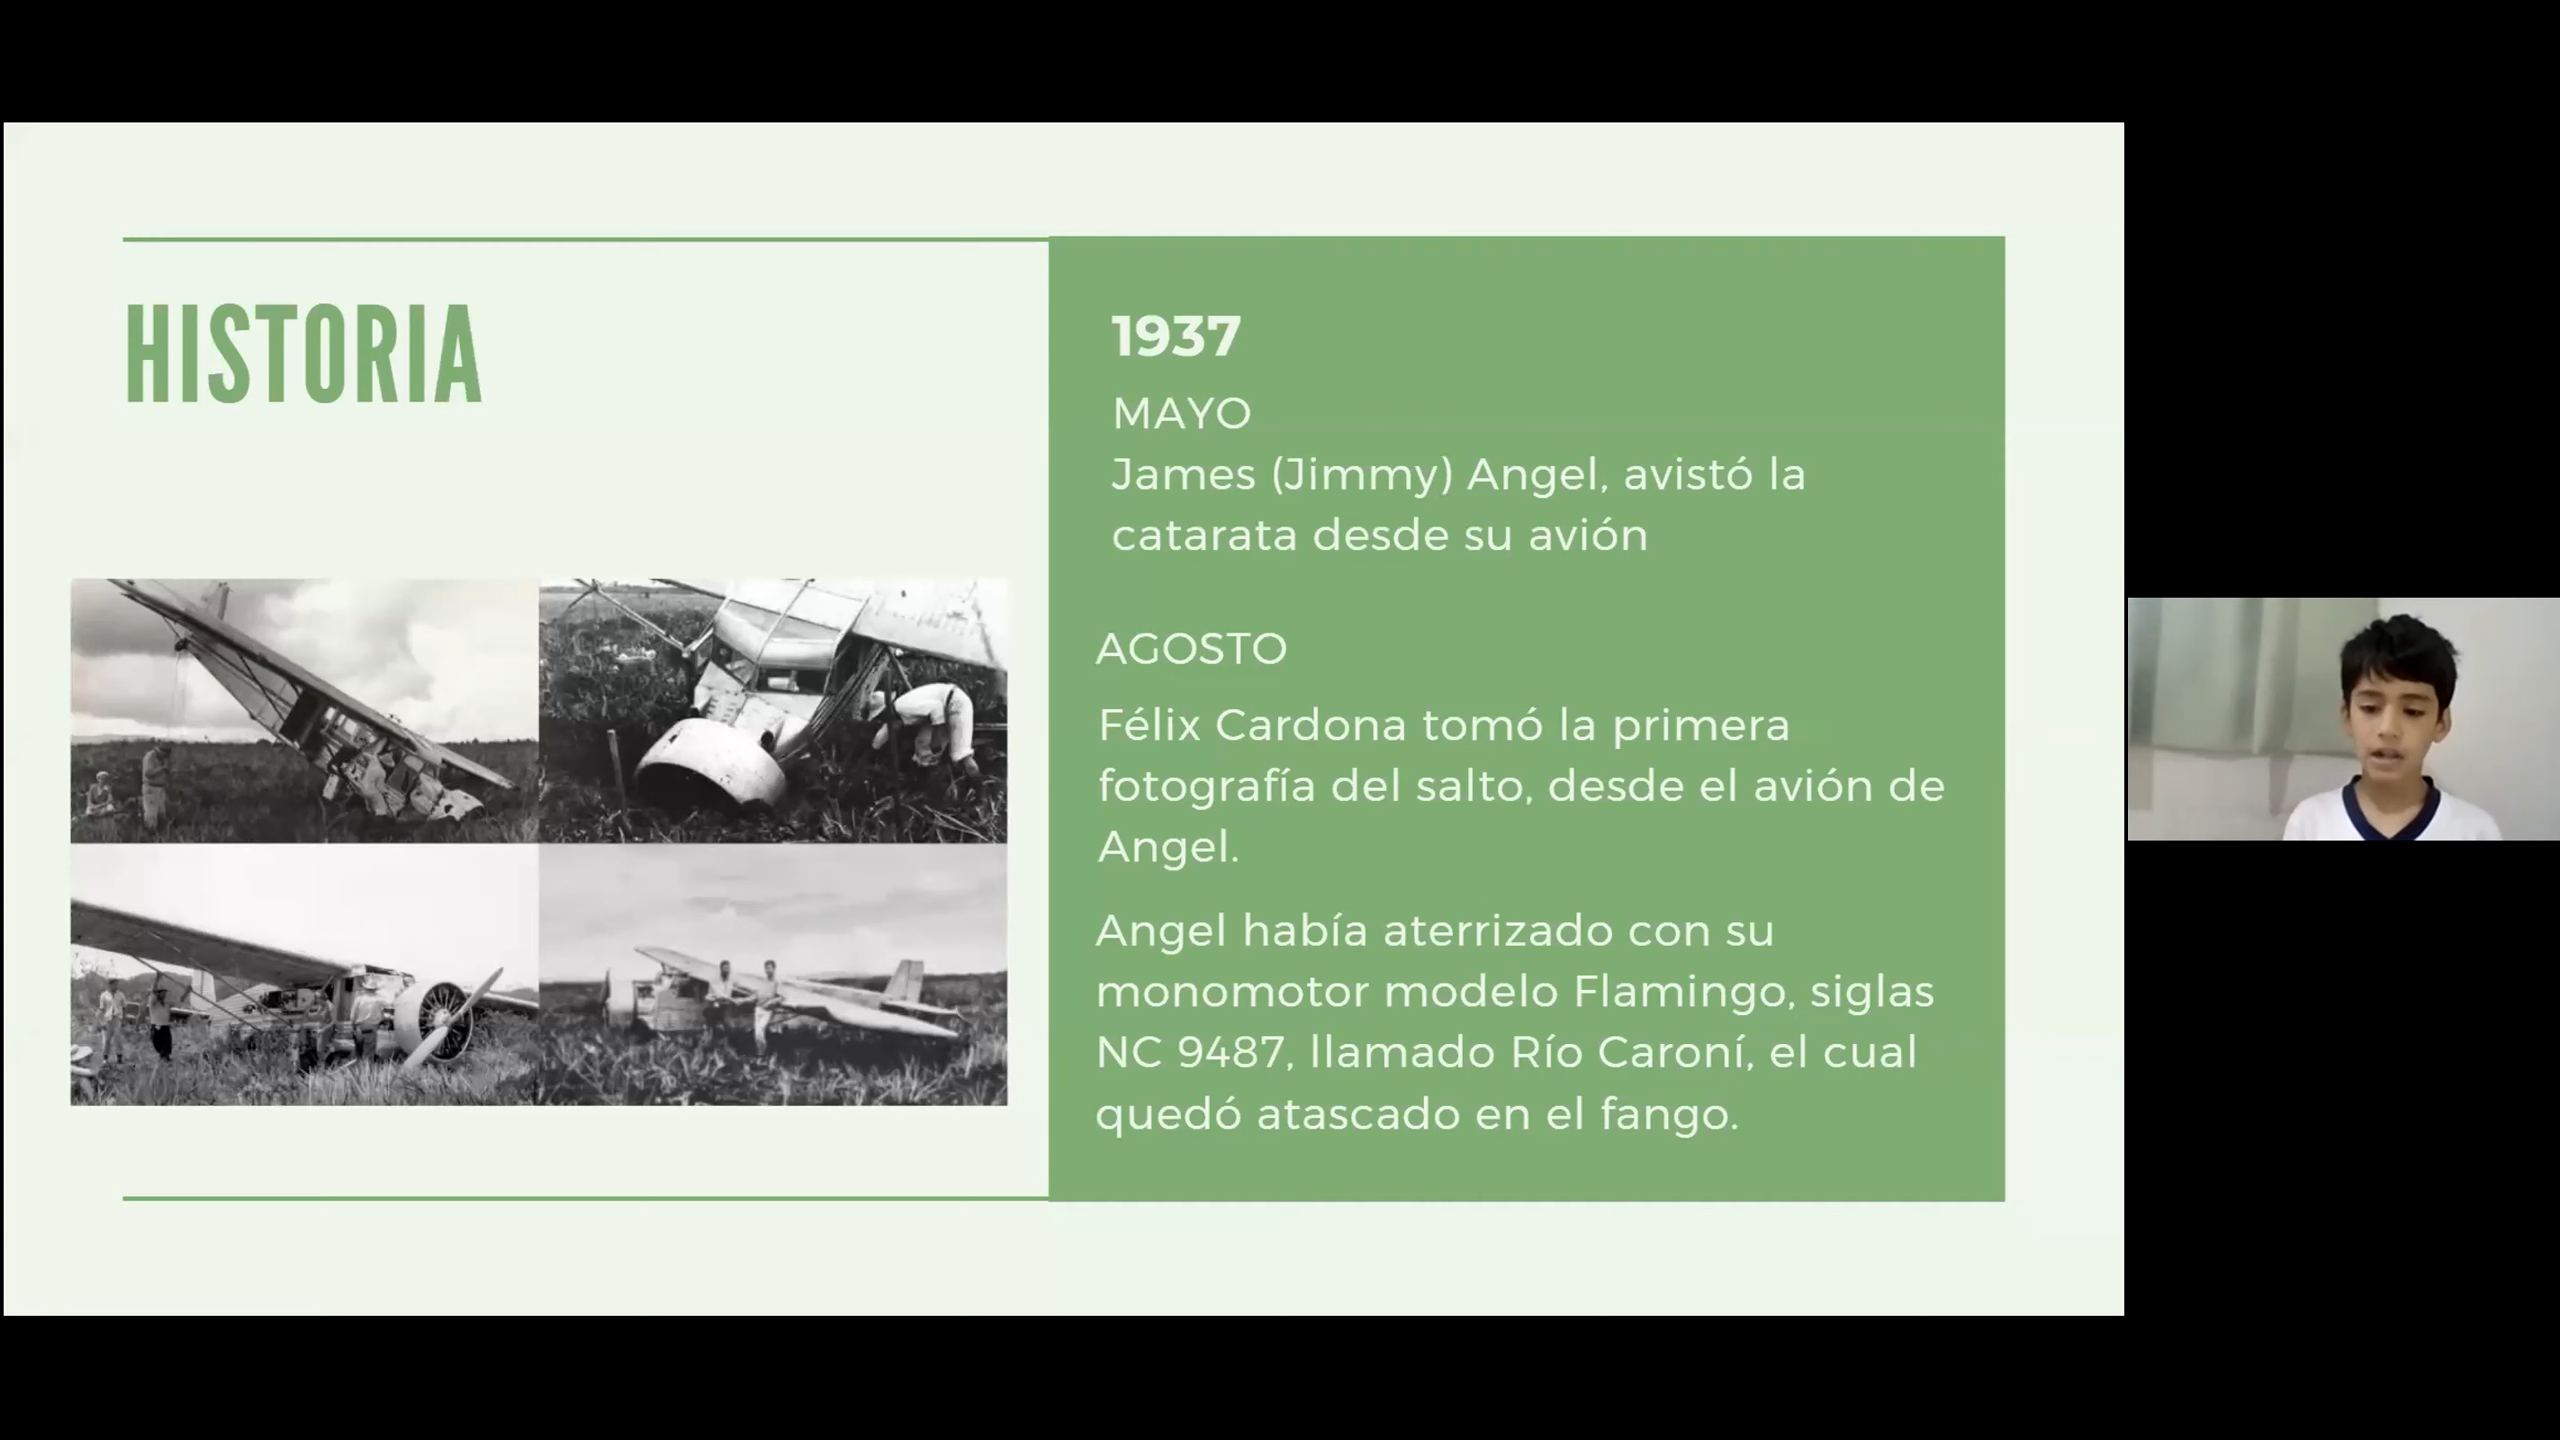 HISTORIA
1937
MAYO
James (Jimmy) Angel, avistó la
catarata desde su avión
AGOSTO
Félix Cardona tomó la primera
fotografía del salto, desde el avión de
Angel.
Angel había aterrizado con su
monomotor modelo Flamingo, siglas
NC 9487, llamado Río Caroní, el cual
quedó atascado en el fango.